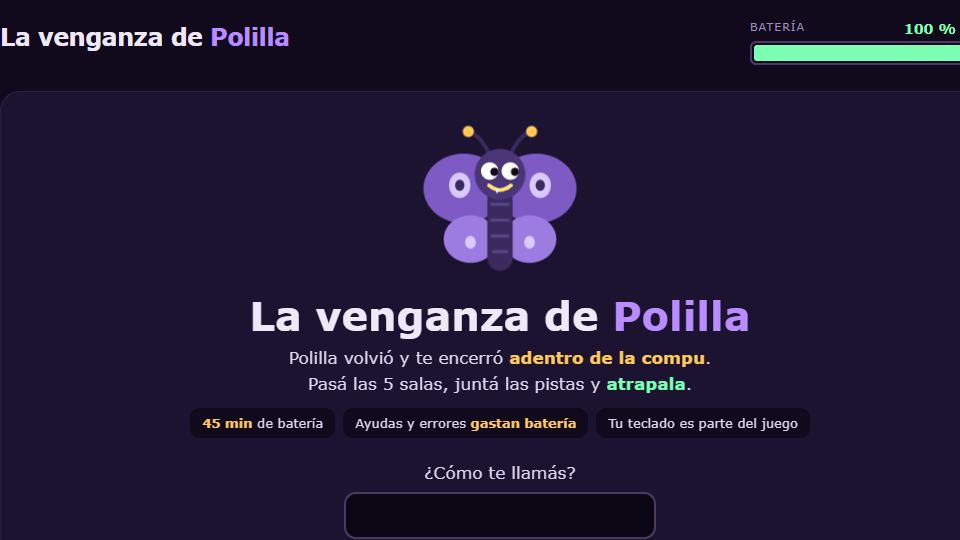 La venganza de Polilla
BATERÍA 100 %
La venganza de Polilla
Polilla volvió y te encerró adentro de la compu.
Pasá las 5 salas, juntá las pistas y atrapala.
45 min de batería
Ayudas y errores gastan batería
Tu teclado es parte del juego
¿Cómo te llamás?